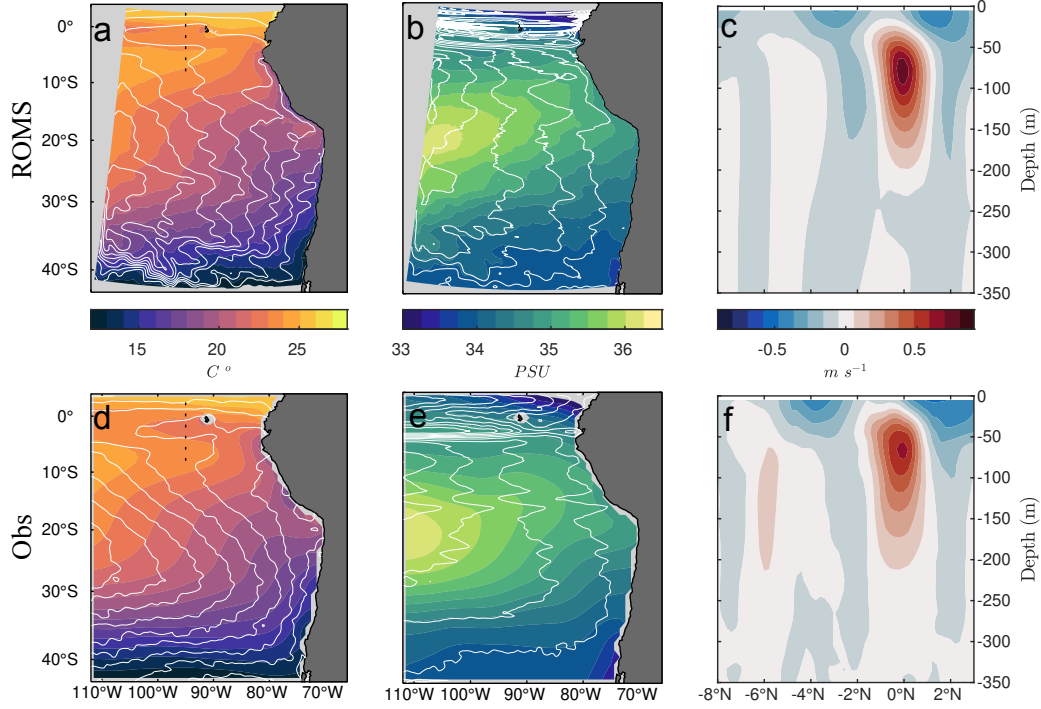 ROMS
a
0°
10°S
20°S
30°S
40°S
b
c
0
-50
-100
-150
-200
-250
-300
-350
Depth (m)
15 20 25
C °
33 34 35 36
PSU
-0.5 0 0.5
m s⁻¹
Obs
d
0°
10°S
20°S
30°S
40°S
110°W 100°W 90°W 80°W 70°W
e
110°W 100°W 90°W 80°W 70°W
f
0
-50
-100
-150
-200
-250
-300
-350
Depth (m)
-8°N -6°N -4°N -2°N 0°N 2°N